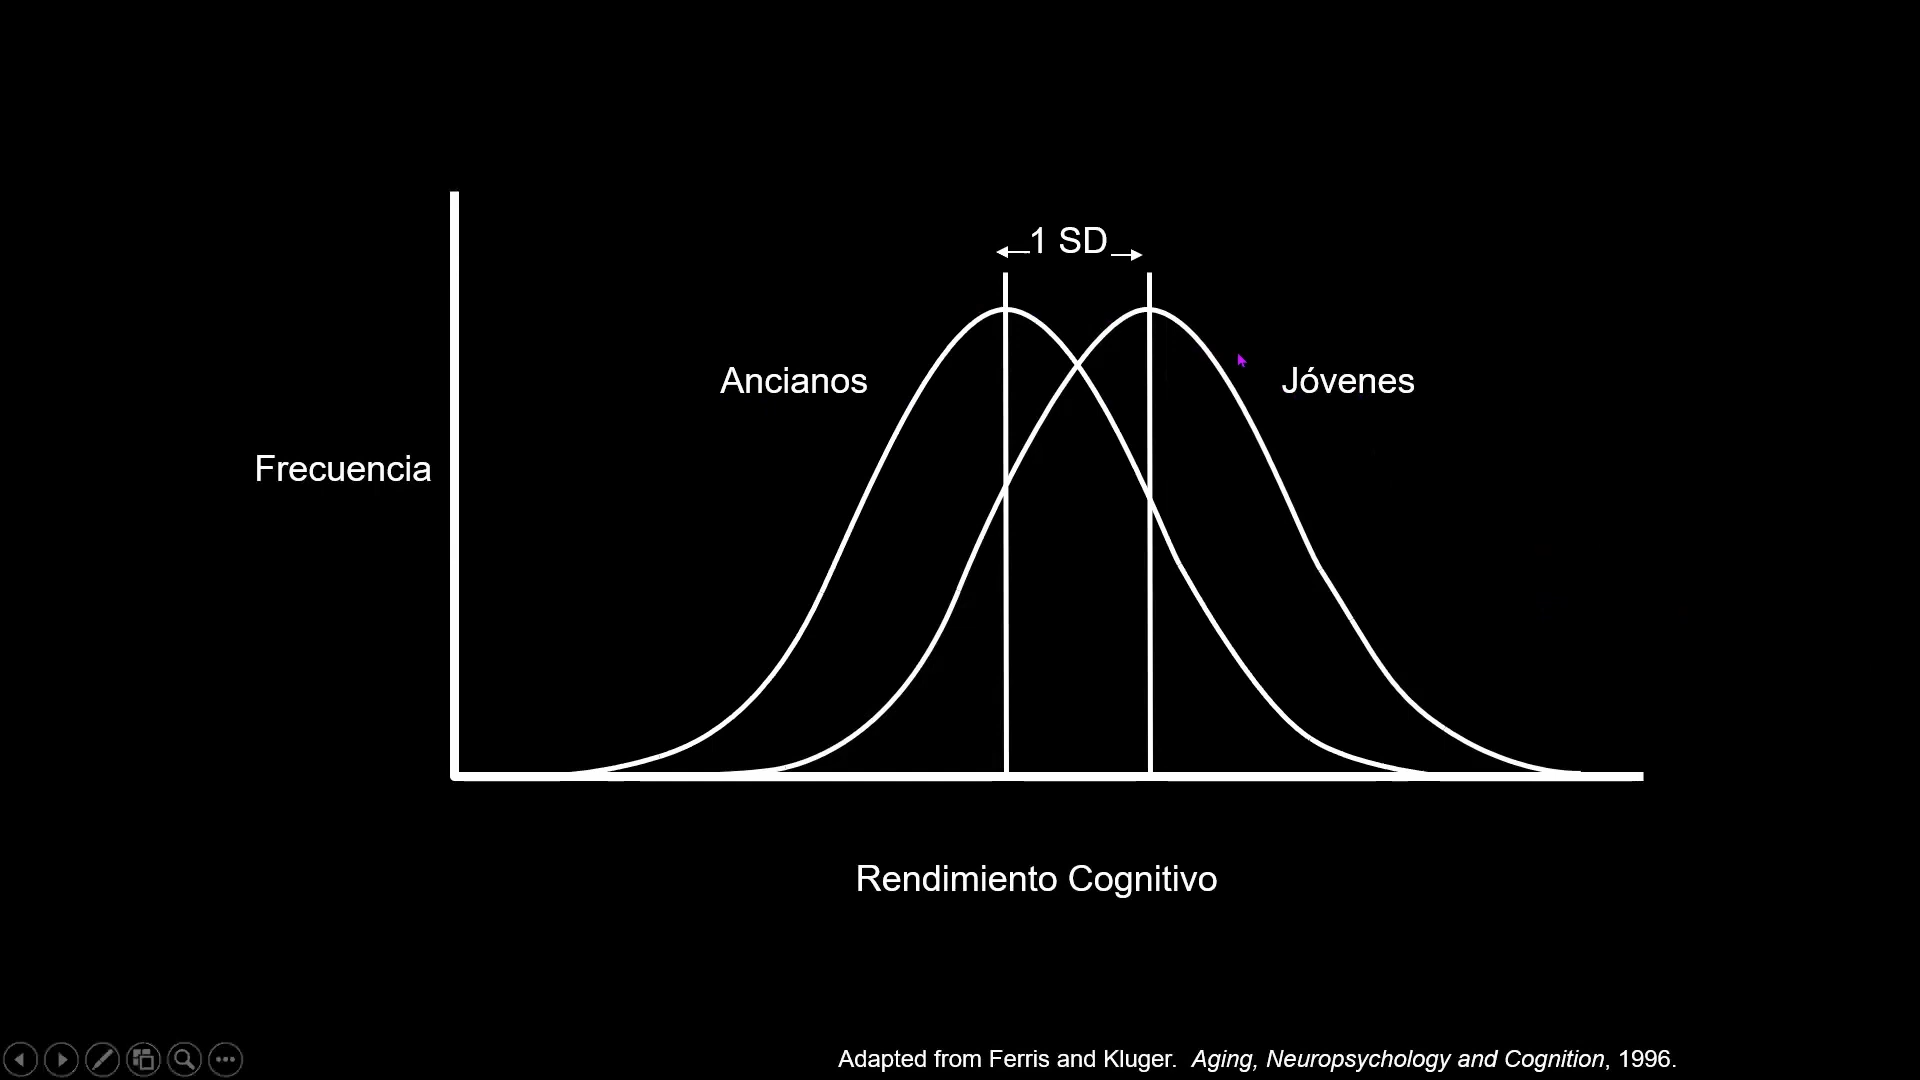 1 SD
Ancianos
Jóvenes
Frecuencia
Rendimiento Cognitivo
Adapted from Ferris and Kluger. Aging, Neuropsychology and Cognition, 1996.